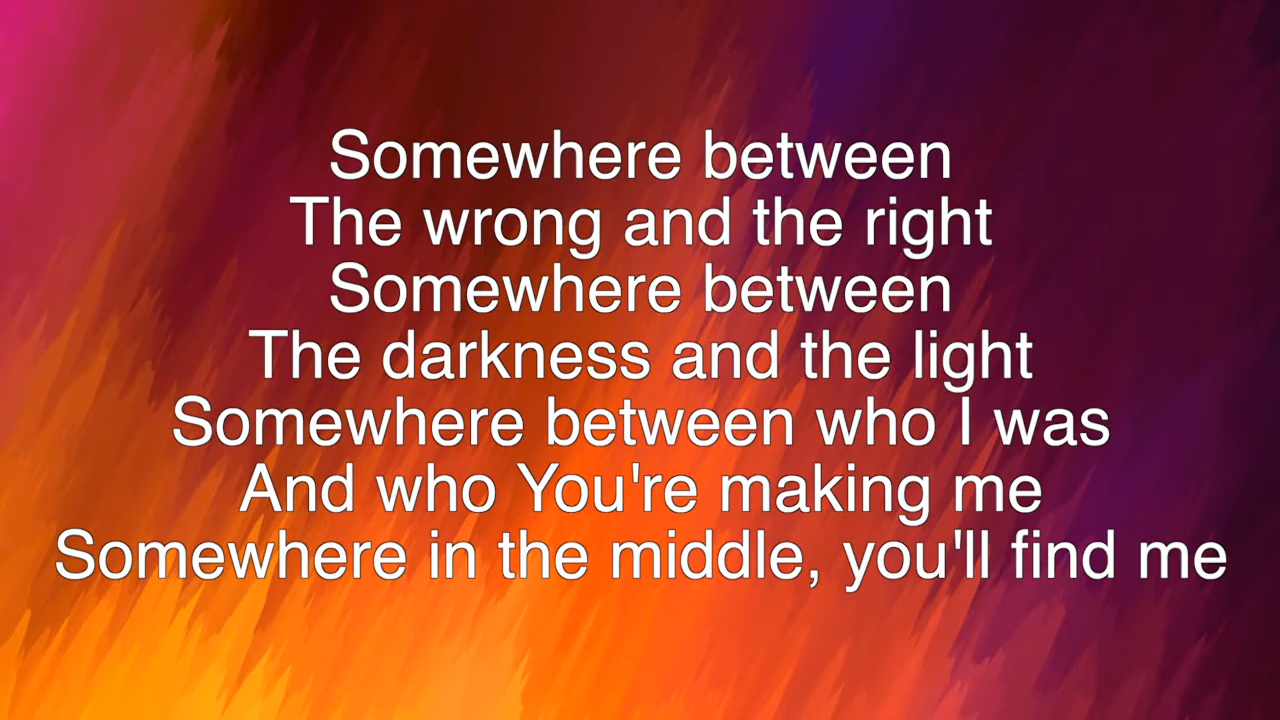 Somewhere between
The wrong and the right
Somewhere between
The darkness and the light
Somewhere between who I was
And who You're making me
Somewhere in the middle, you'll find me